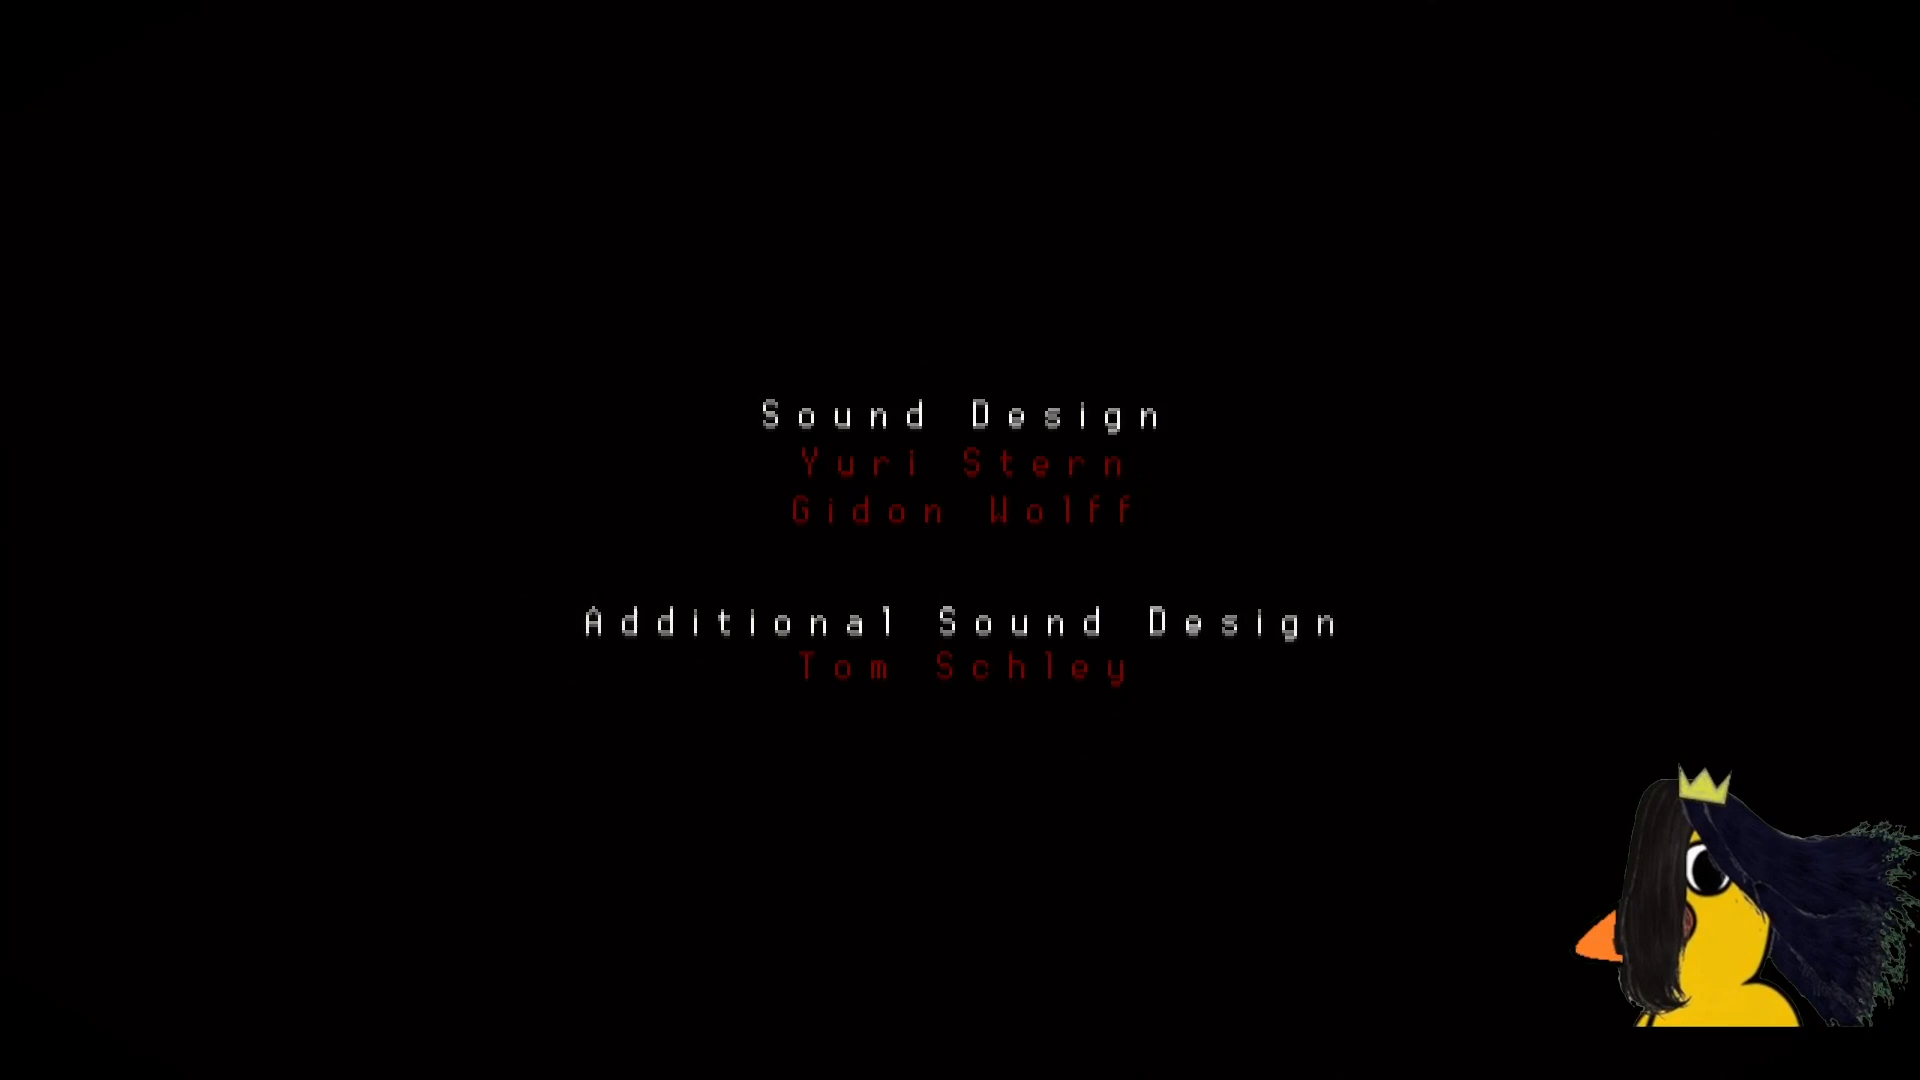 Sound Design
Yuri Stern
Gidon Wolff
Additional Sound Design
Tom Schley